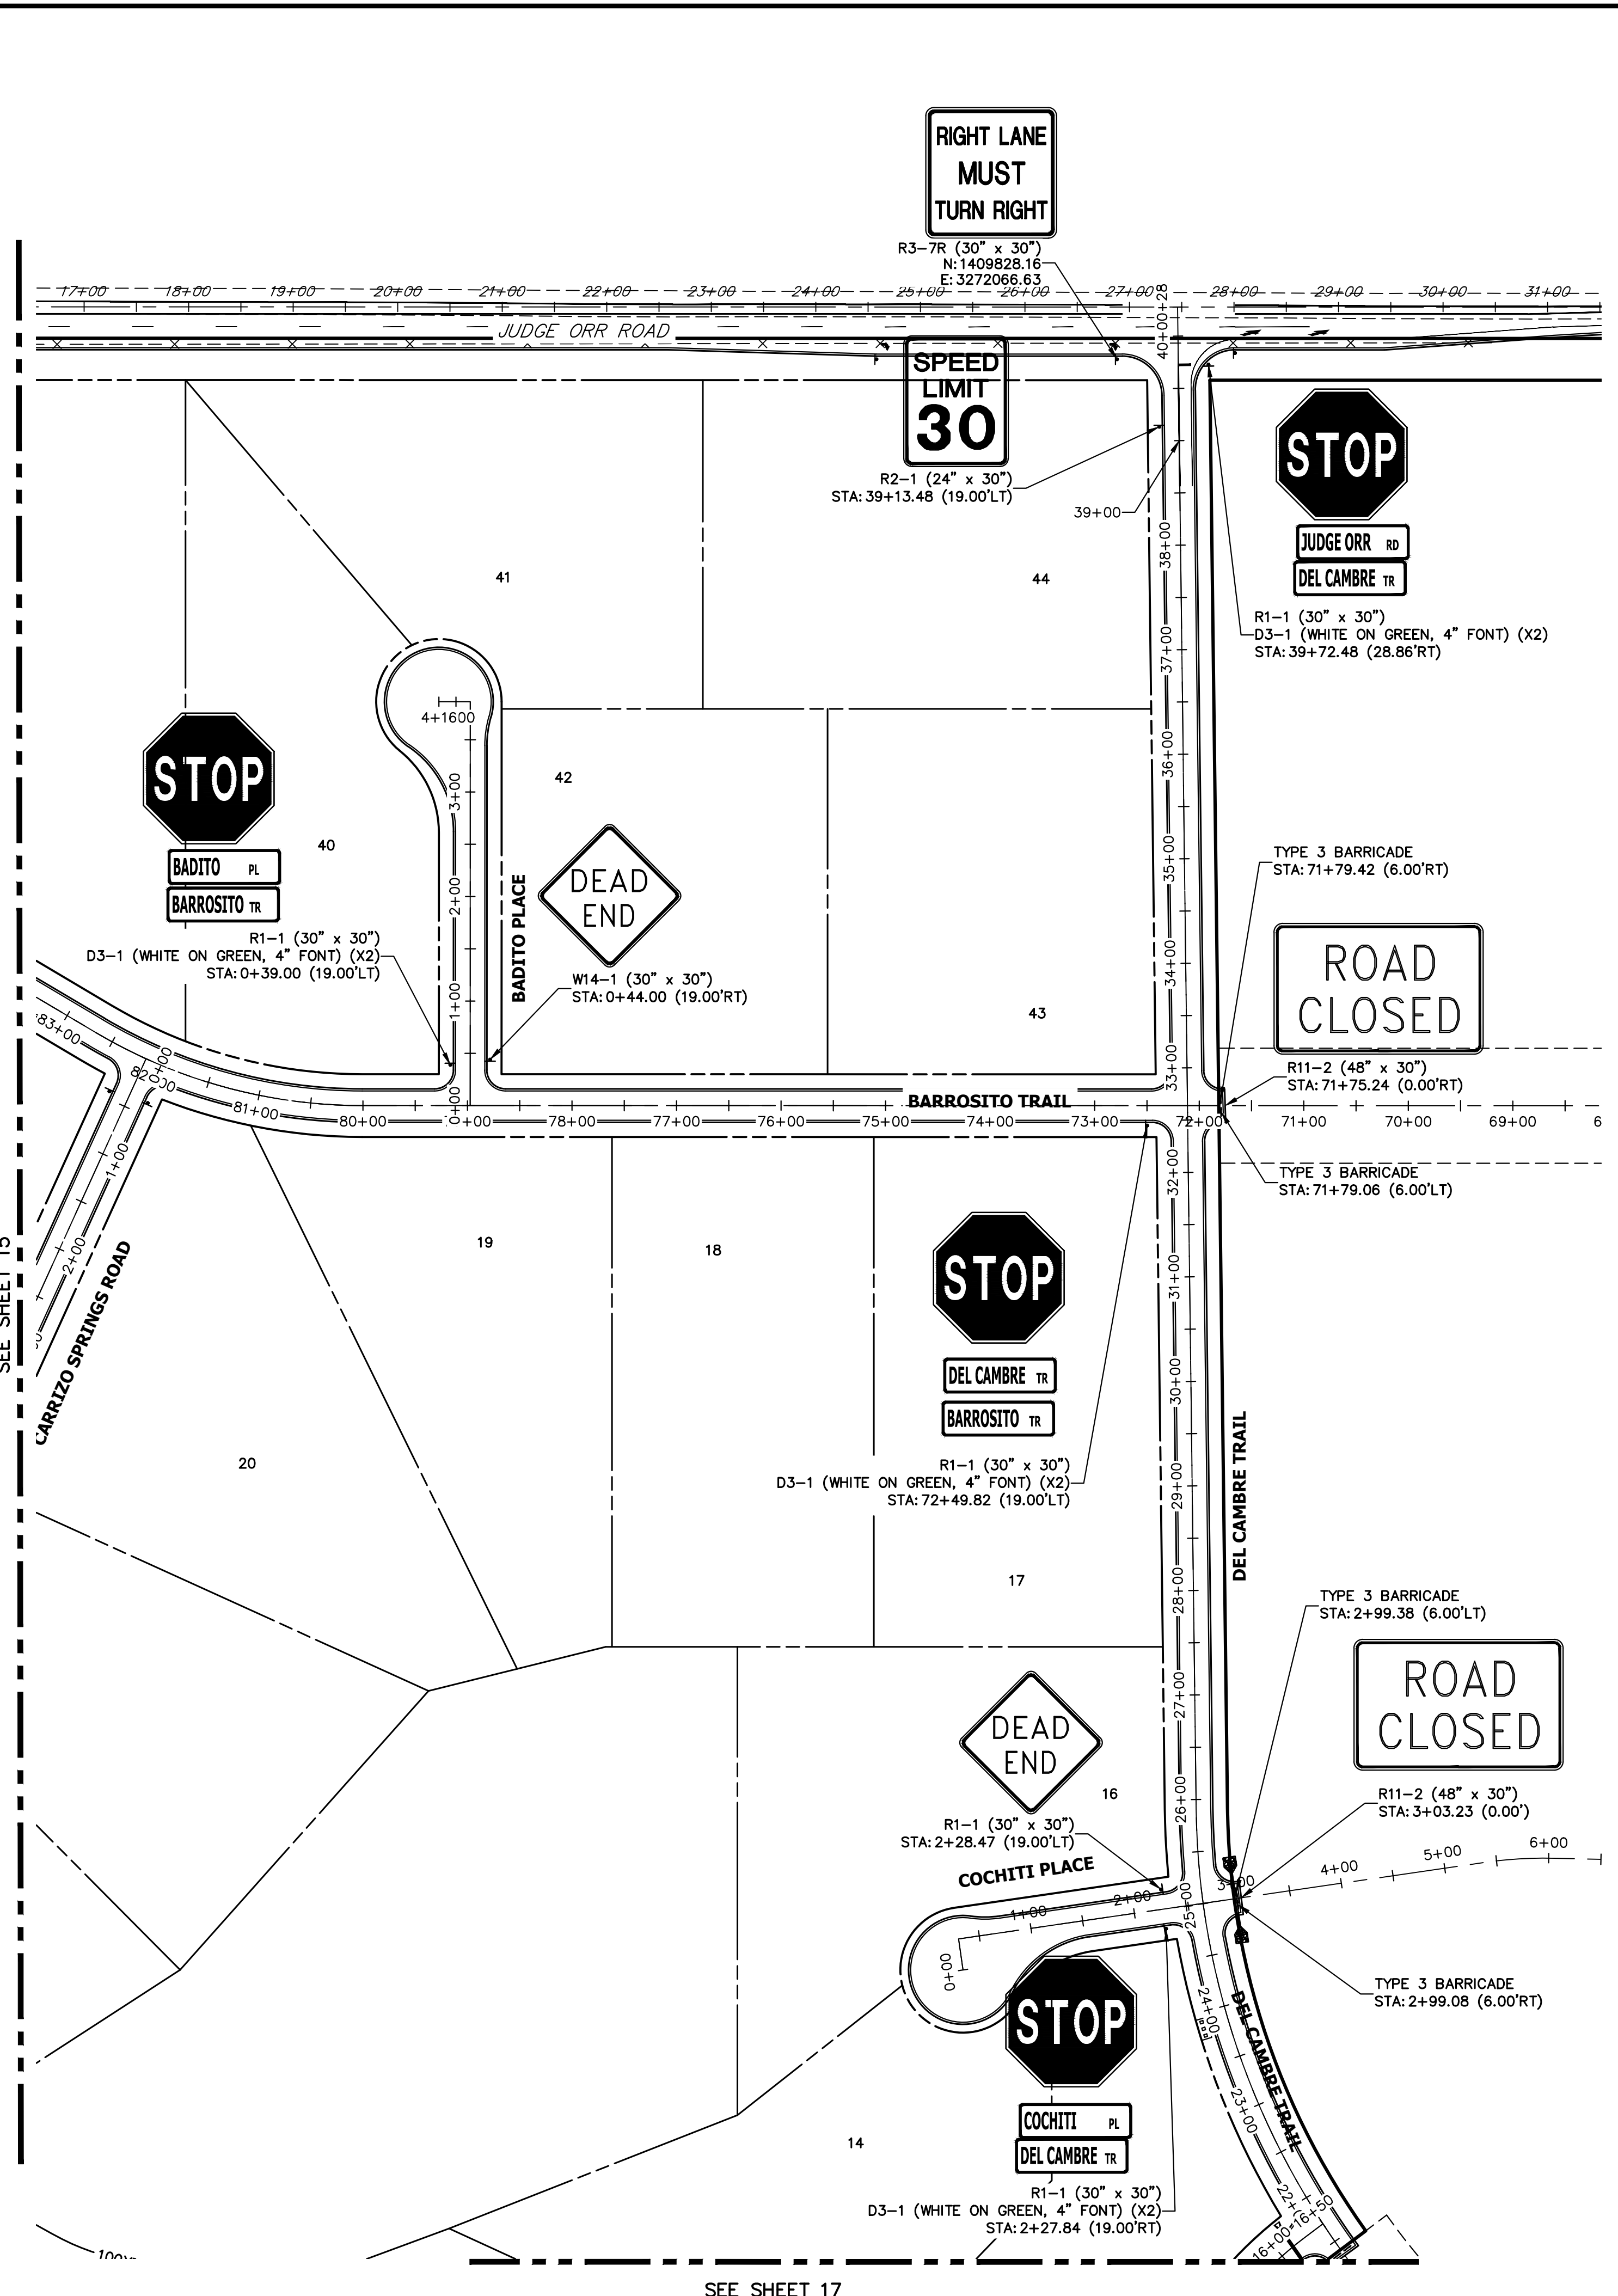 RIGHT LANE
MUST
TURN RIGHT
R3-7R (30" x 30")
N:1409828.16
E: 3272066.63
17+00 18+00 19+00 20+00 21+00 22+00 23+00 24+00 25+00 26+00 27+00 28+00 29+00 30+00 31+00
40+00+28
JUDGE ORR ROAD
SPEED
LIMIT
30
R2-1 (24" x 30")
STA: 39+13.48 (19.00'LT)
39+00
STOP
JUDGE ORR RD
DEL CAMBRE TR
R1-1 (30" x 30")
D3-1 (WHITE ON GREEN, 4" FONT) (X2)
STA: 39+72.48 (28.86'RT)
38+00
37+00
36+00
35+00
34+00
33+00
41
44
4+1600
3+00
2+00
1+00
0+00
42
40
43
STOP
BADITO PL
BARROSITO TR
R1-1 (30" x 30")
D3-1 (WHITE ON GREEN, 4" FONT) (X2)
STA: 0+39.00 (19.00'LT)
BADITO PLACE
DEAD
END
W14-1 (30" x 30")
STA: 0+44.00 (19.00'RT)
TYPE 3 BARRICADE
STA: 71+79.42 (6.00'RT)
ROAD
CLOSED
R11-2 (48" x 30")
STA: 71+75.24 (0.00'RT)
BARROSITO TRAIL
83+00 82+00 81+00 80+00 78+00 77+00 76+00 75+00 74+00 73+00 72+00 71+00 70+00 69+00
TYPE 3 BARRICADE
STA: 71+79.06 (6.00'LT)
0+00
1+00
2+00
CARRIZO SPRINGS ROAD
SEE SHEET 15
32+00
31+00
30+00
29+00
28+00
27+00
26+00
25+00
24+00
23+00
19
18
20
17
STOP
DEL CAMBRE TR
BARROSITO TR
R1-1 (30" x 30")
D3-1 (WHITE ON GREEN, 4" FONT) (X2)
STA: 72+49.82 (19.00'LT)
DEL CAMBRE TRAIL
TYPE 3 BARRICADE
STA: 2+99.38 (6.00'LT)
ROAD
CLOSED
R11-2 (48" x 30")
STA: 3+03.23 (0.00')
DEAD
END
16
R1-1 (30" x 30")
STA: 2+28.47 (19.00'LT)
COCHITI PLACE
0+00 1+00 2+00 3+00 4+00 5+00 6+00
TYPE 3 BARRICADE
STA: 2+99.08 (6.00'RT)
DEL CAMBRE TRAIL
STOP
COCHITI PL
DEL CAMBRE TR
14
R1-1 (30" x 30")
D3-1 (WHITE ON GREEN, 4" FONT) (X2)
STA: 2+27.84 (19.00'RT)
16+00 16+50
SEE SHEET 17